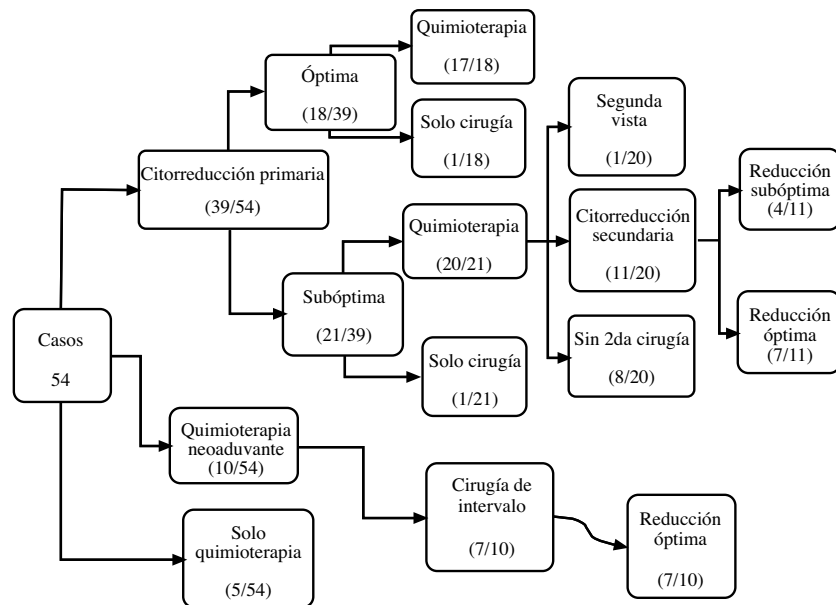 Quimioterapia
(17/18)
Óptima
(18/39)
Solo cirugía
(1/18)
Segunda
vista
(1/20)
Citorreducción primaria
(39/54)
Reducción
subóptima
(4/11)
Quimioterapia
(20/21)
Citorreducción
secundaria
(11/20)
Subóptima
(21/39)
Casos
54
Solo cirugía
(1/21)
Sin 2da cirugía
(8/20)
Reducción
óptima
(7/11)
Quimioterapia
neoaduvante
(10/54)
Cirugía de
intervalo
(7/10)
Reducción
óptima
(7/10)
Solo
quimioterapia
(5/54)